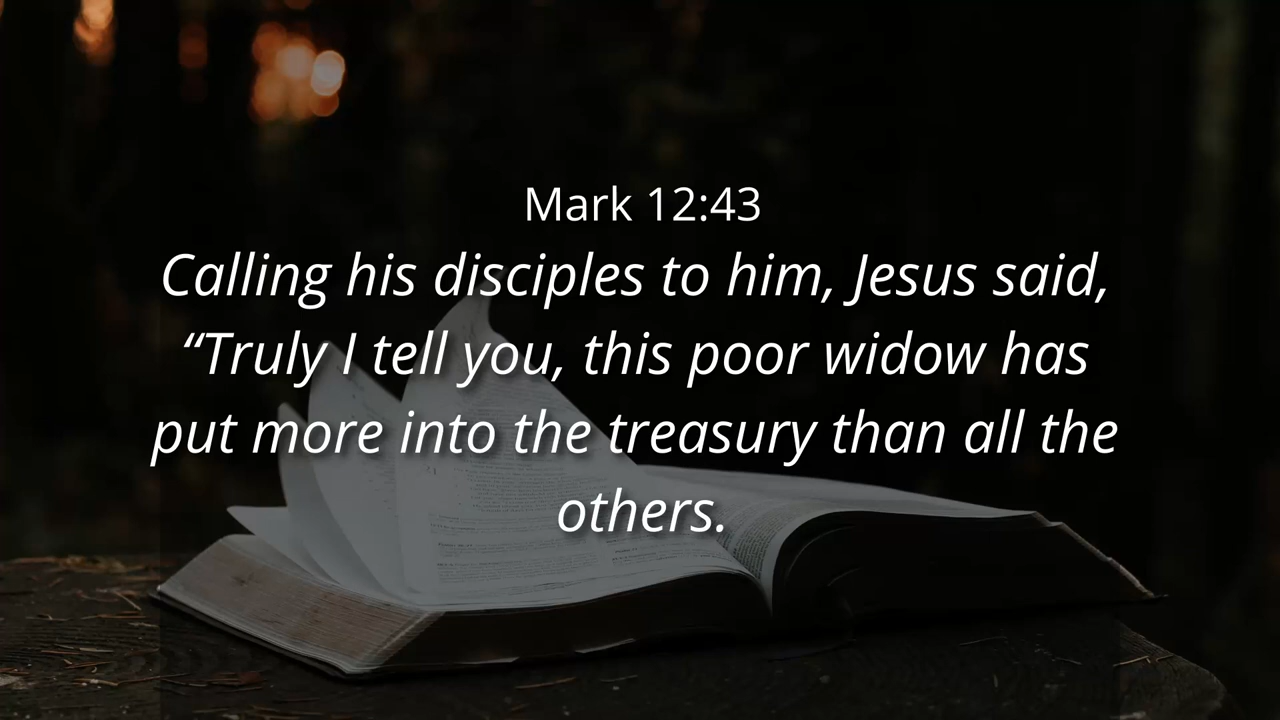 Mark 12:43
Calling his disciples to him, Jesus said,
“Truly I tell you, this poor widow has
put more into the treasury than all the
others.